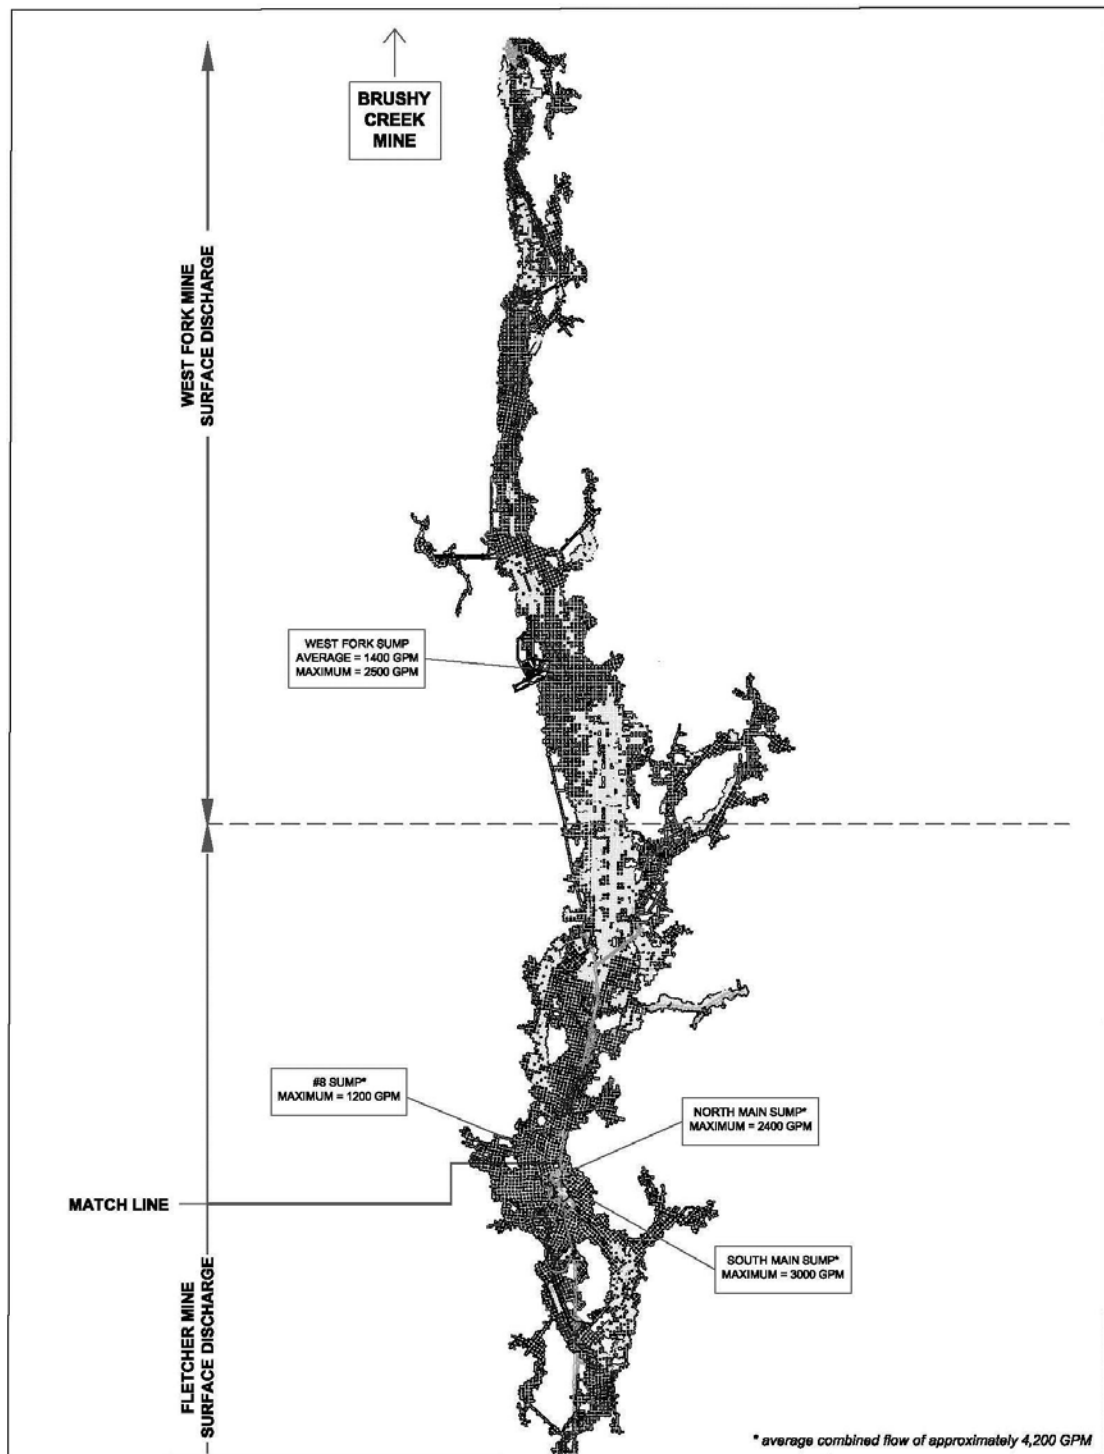 BRUSHY
CREEK
MINE
WEST FORK MINE
SURFACE DISCHARGE
WEST FORK SUMP
AVERAGE = 1400 GPM
MAXIMUM = 2500 GPM
#8 SUMP*
MAXIMUM = 1200 GPM
NORTH MAIN SUMP*
MAXIMUM = 2400 GPM
MATCH LINE
SOUTH MAIN SUMP*
MAXIMUM = 3000 GPM
FLETCHER MINE
SURFACE DISCHARGE
* average combined flow of approximately 4,200 GPM